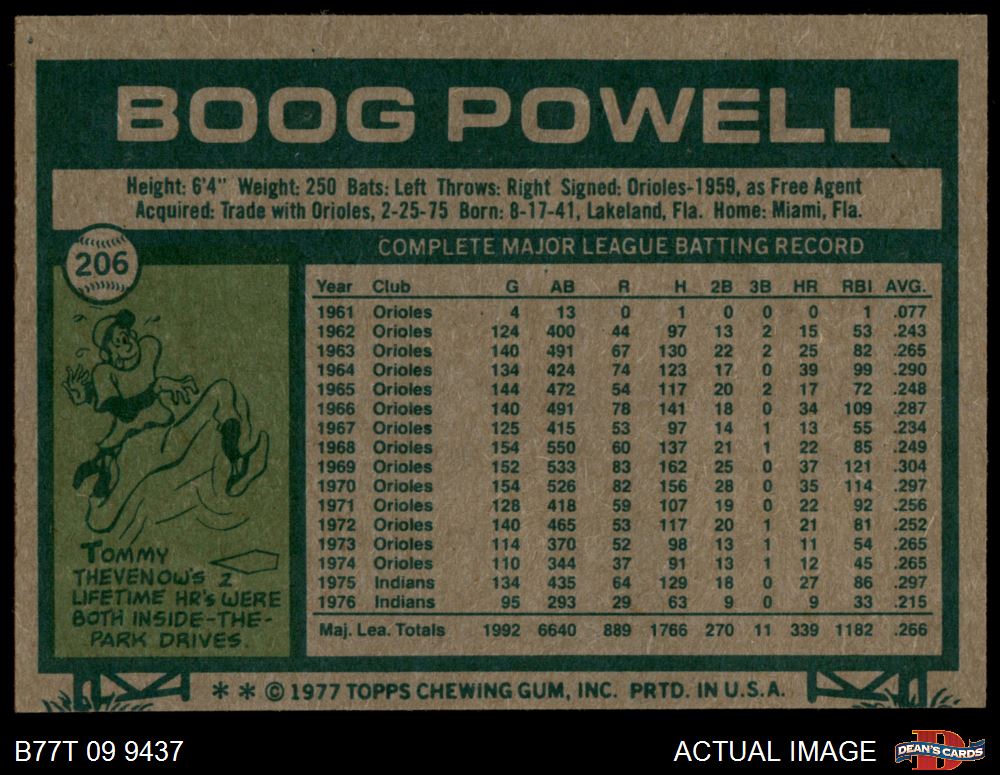 BOOG POWELL
Height: 6'4" Weight: 250 Bats: Left Throws: Right Signed: Orioles-1959, as Free Agent
Acquired: Trade with Orioles, 2-25-75 Born: 8-17-41, Lakeland, Fla. Home: Miami, Fla.
206
COMPLETE MAJOR LEAGUE BATTING RECORD
Year Club G AB R H 2B 3B HR RBI AVG.
1961 Orioles 4 13 0 1 0 0 0 1 .077
1962 Orioles 124 400 44 97 13 2 15 53 .243
1963 Orioles 140 491 67 130 22 2 25 82 .265
1964 Orioles 134 424 74 123 17 0 39 99 .290
1965 Orioles 144 472 54 117 20 2 17 72 .248
1966 Orioles 140 491 78 141 18 0 34 109 .287
1967 Orioles 125 415 53 97 14 1 13 55 .234
1968 Orioles 154 550 60 137 21 1 22 85 .249
1969 Orioles 152 533 83 162 25 0 37 121 .304
1970 Orioles 154 526 82 156 28 0 35 114 .297
1971 Orioles 128 418 59 107 19 0 22 92 .256
1972 Orioles 140 465 53 117 20 1 21 81 .252
1973 Orioles 114 370 52 98 13 1 11 54 .265
1974 Orioles 110 344 37 91 13 1 12 45 .265
1975 Indians 134 435 64 129 18 0 27 86 .297
1976 Indians 95 293 29 63 9 0 9 33 .215
Maj. Lea. Totals 1992 6640 889 1766 270 11 339 1182 .266
TOMMY
THEVENOW'S 2
LIFETIME HR'S WERE
BOTH INSIDE-THE-
PARK DRIVES.
* * © 1977 TOPPS CHEWING GUM, INC. PRTD. IN U.S.A.
B77T 09 9437
ACTUAL IMAGE
D
DEAN'S CARDS